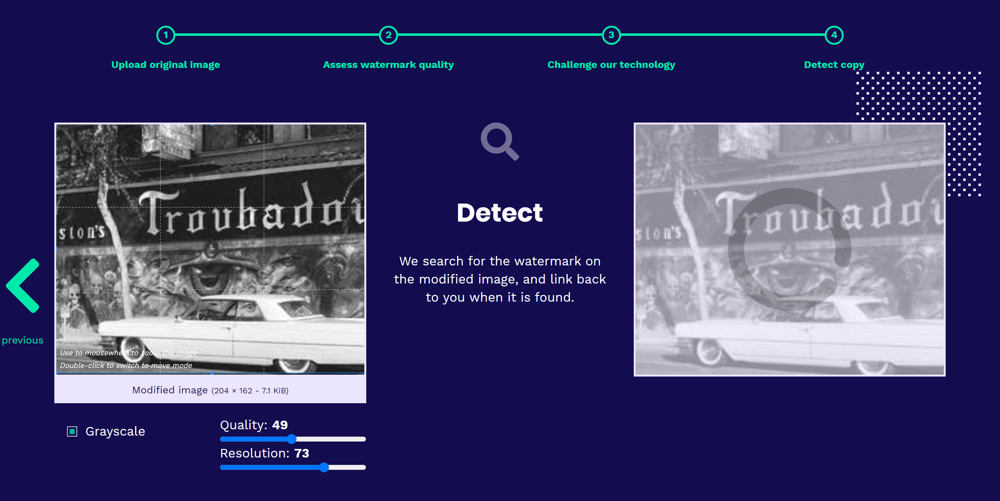 1
2
3
4
Upload original image
Assess watermark quality
Challenge our technology
Detect copy
Troubadou
ston's
Use to mousewheel to zoom the image
Double-click to switch to move mode
Modified image (204 × 162 - 7.1 KiB)
previous
Grayscale
Quality: 49
Resolution: 73
Detect
We search for the watermark on
the modified image, and link back
to you when it is found.
Troubadou
ston's